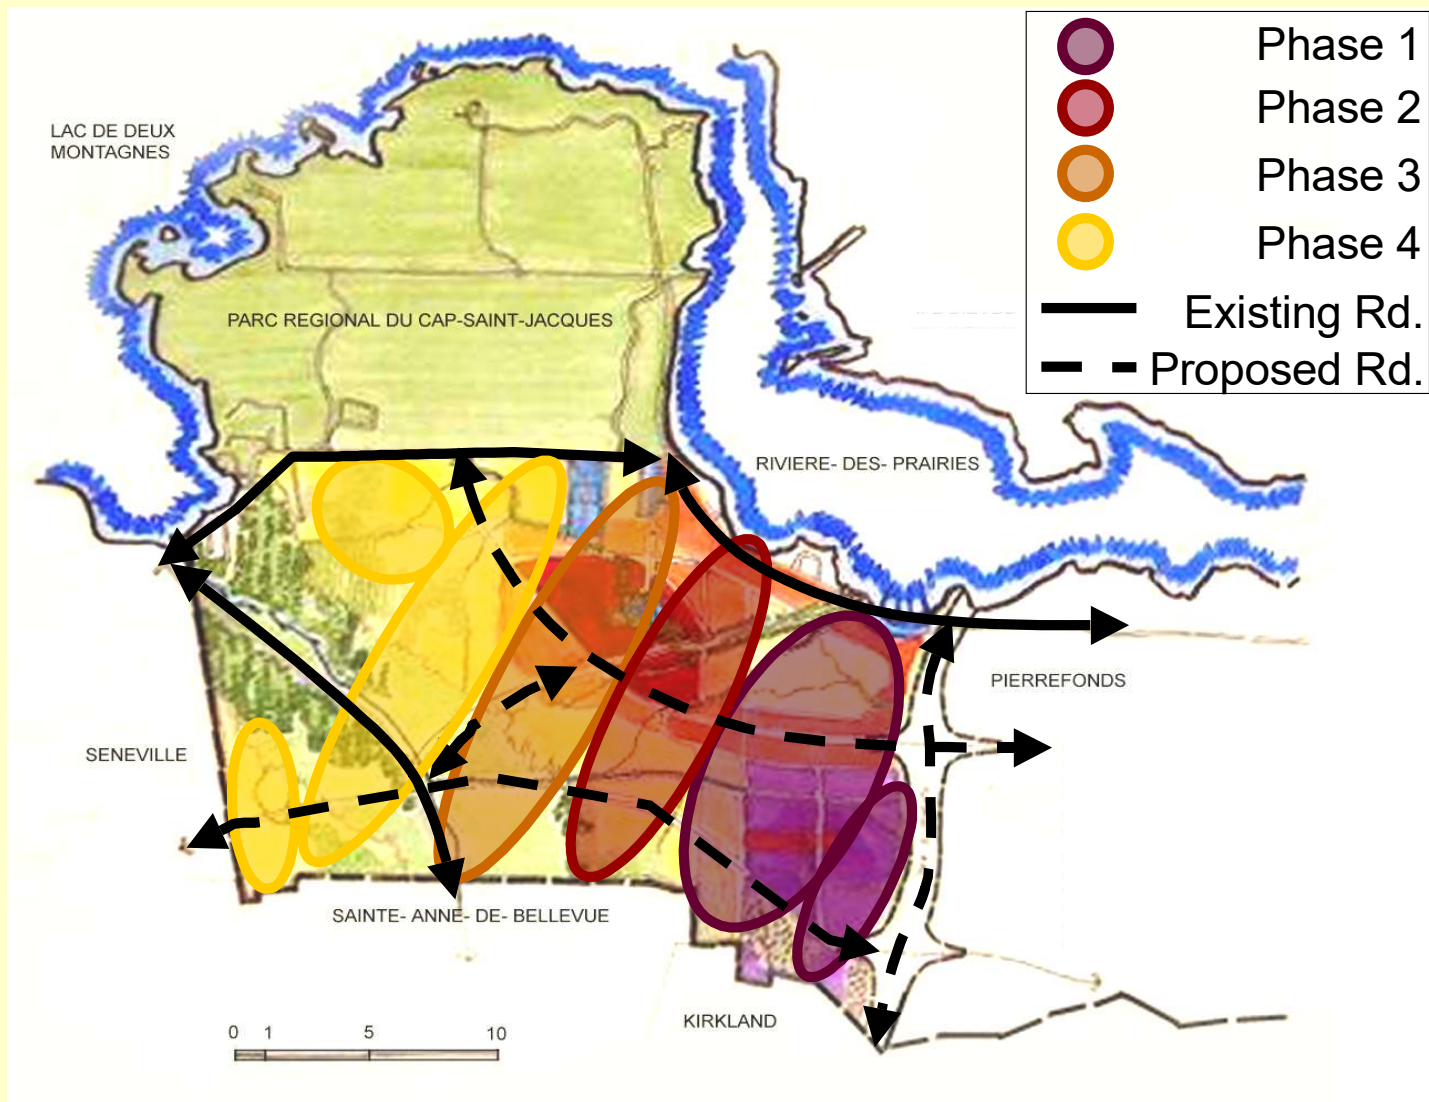 Phase 1
Phase 2
Phase 3
Phase 4
Existing Rd.
Proposed Rd.
LAC DE DEUX
MONTAGNES
PARC REGIONAL DU CAP-SAINT-JACQUES
RIVIERE- DES- PRAIRIES
PIERREFONDS
SENEVILLE
SAINTE- ANNE- DE- BELLEVUE
KIRKLAND
0 1 5 10